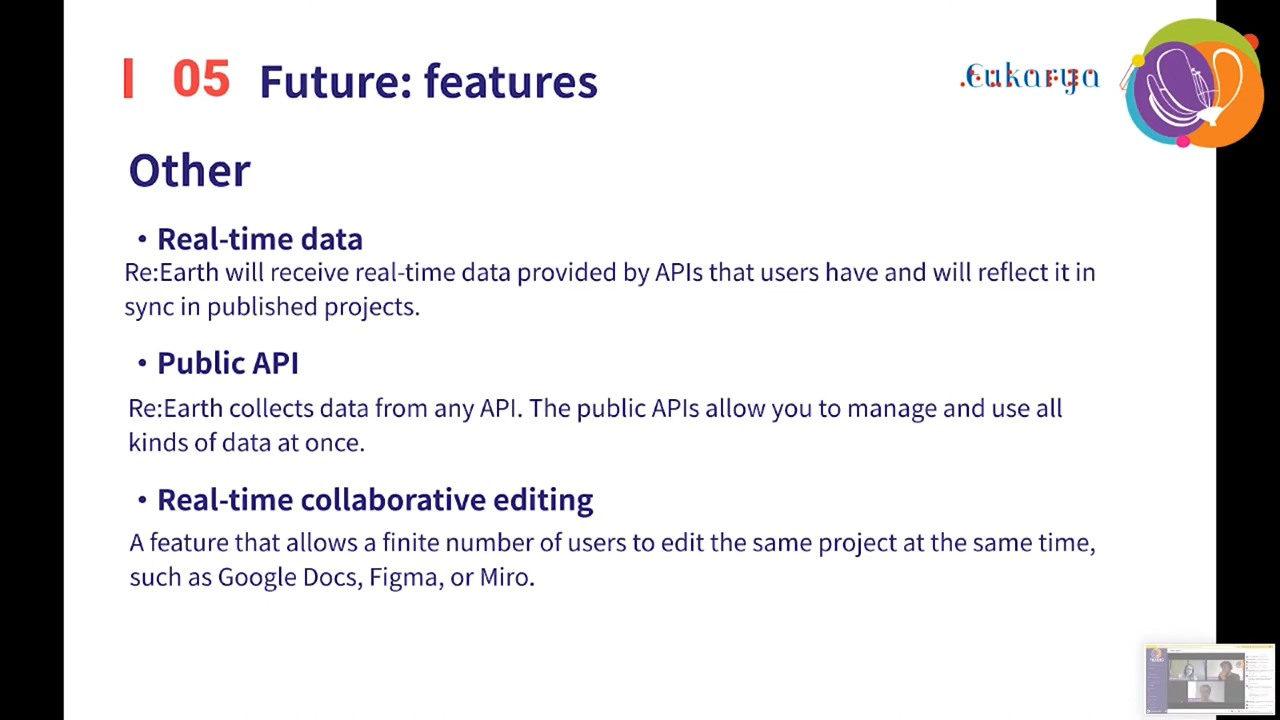 05 Future: features
Eukarya
Other
・Real-time data
Re:Earth will receive real-time data provided by APIs that users have and will reflect it in
sync in published projects.
・Public API
Re:Earth collects data from any API. The public APIs allow you to manage and use all
kinds of data at once.
・Real-time collaborative editing
A feature that allows a finite number of users to edit the same project at the same time,
such as Google Docs, Figma, or Miro.